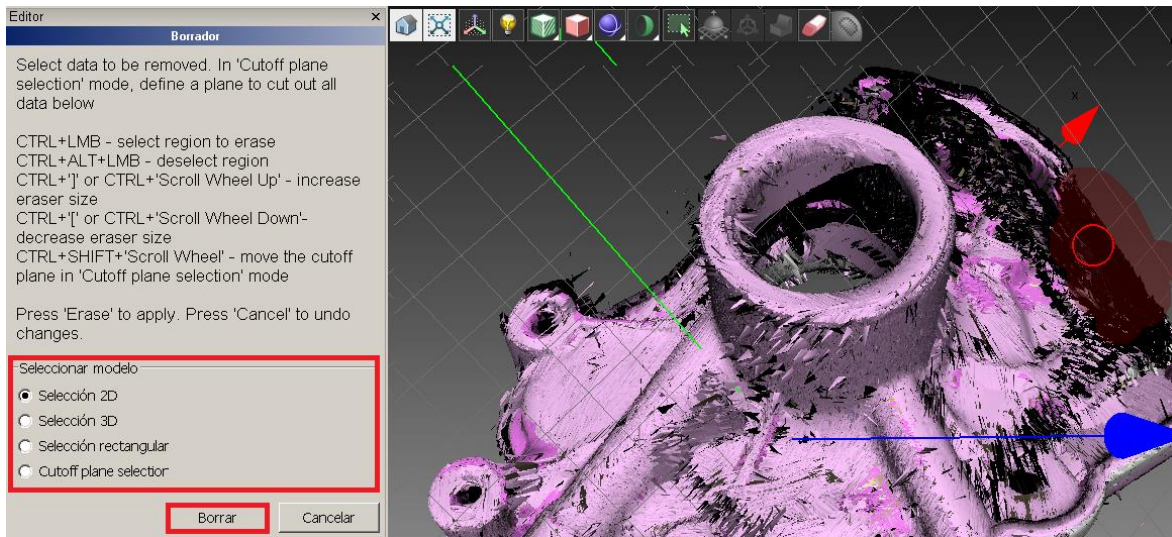 Editor
Borrador
Select data to be removed. In 'Cutoff plane
selection' mode, define a plane to cut out all
data below
CTRL+LMB - select region to erase
CTRL+ALT+LMB - deselect region
CTRL+']' or CTRL+'Scroll Wheel Up' - increase
eraser size
CTRL+'[' or CTRL+'Scroll Wheel Down'-
decrease eraser size
CTRL+SHIFT+'Scroll Wheel' - move the cutoff
plane in 'Cutoff plane selection' mode
Press 'Erase' to apply. Press 'Cancel' to undo
changes.
Seleccionar modelo
Selección 2D
Selección 3D
Selección rectangular
Cutoff plane selection
Borrar
Cancelar
X